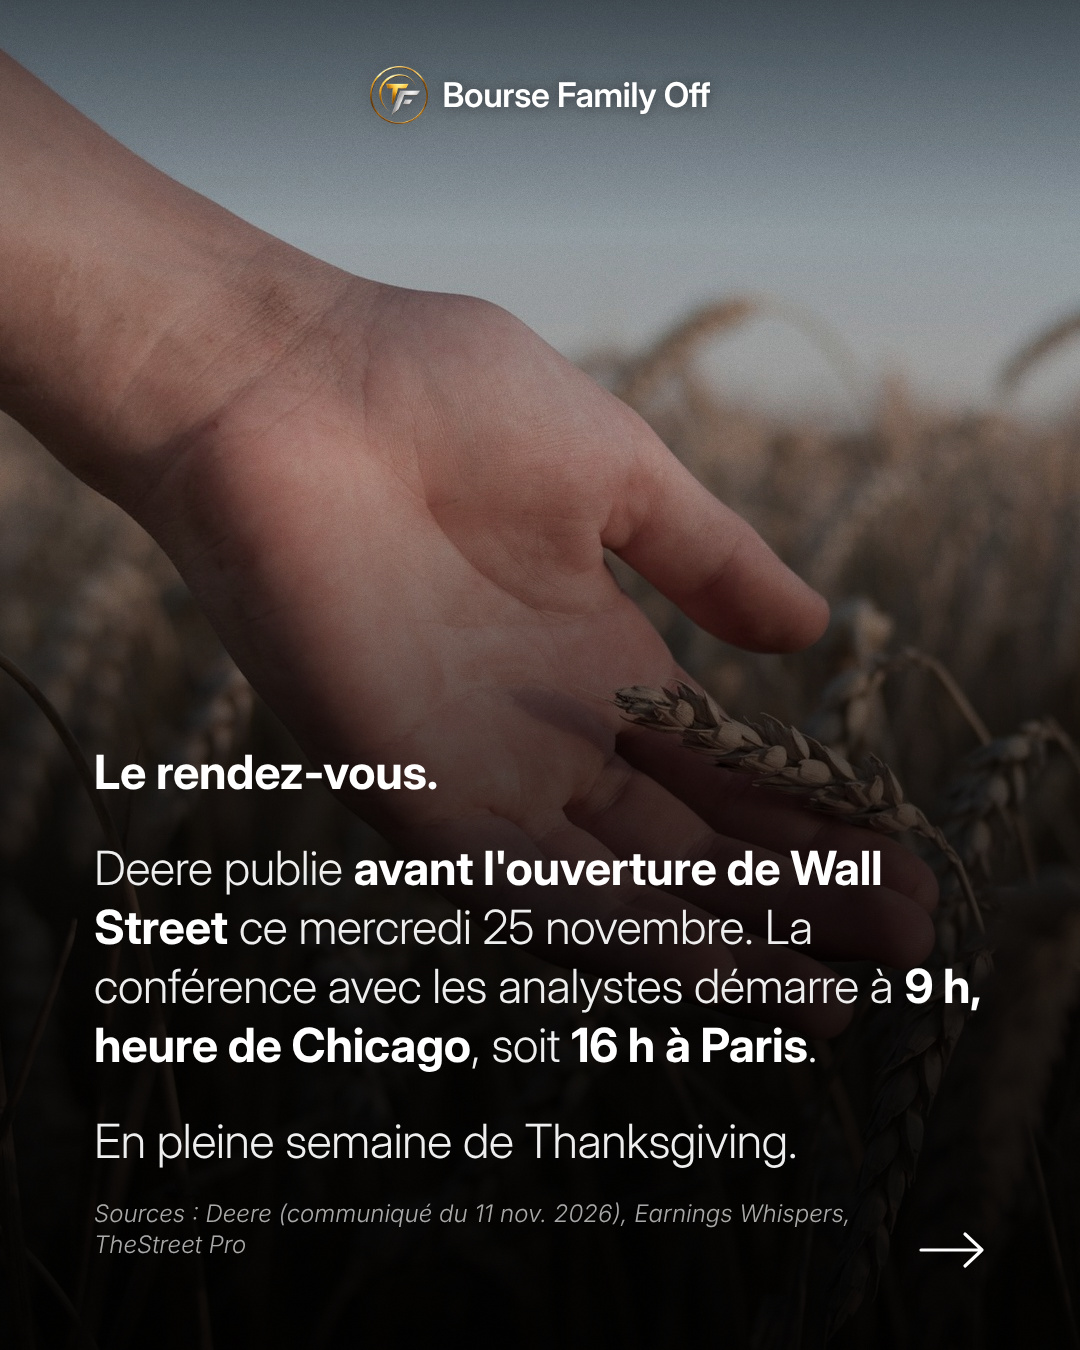 TF Bourse Family Off
Le rendez-vous.
Deere publie avant l'ouverture de Wall
Street ce mercredi 25 novembre. La
conférence avec les analystes démarre à 9 h,
heure de Chicago, soit 16 h à Paris.
En pleine semaine de Thanksgiving.
Sources : Deere (communiqué du 11 nov. 2026), Earnings Whispers,
TheStreet Pro